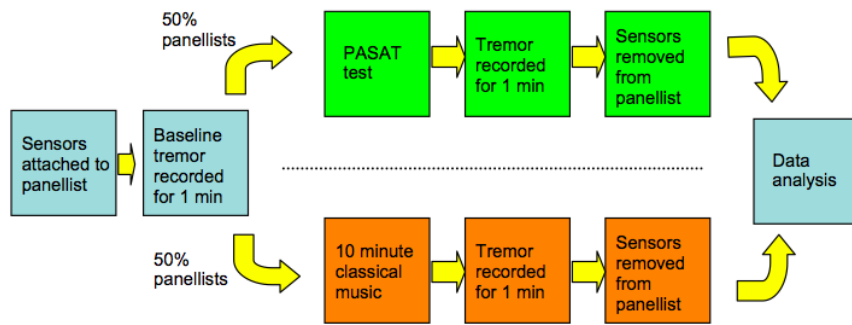 50%
panellists
PASAT
test
Tremor
recorded
for 1 min
Sensors
removed
from
panellist
Sensors
attached to
panellist
Baseline
tremor
recorded
for 1 min
Data
analysis
50%
panellists
10 minute
classical
music
Tremor
recorded
for 1 min
Sensors
removed
from
panellist